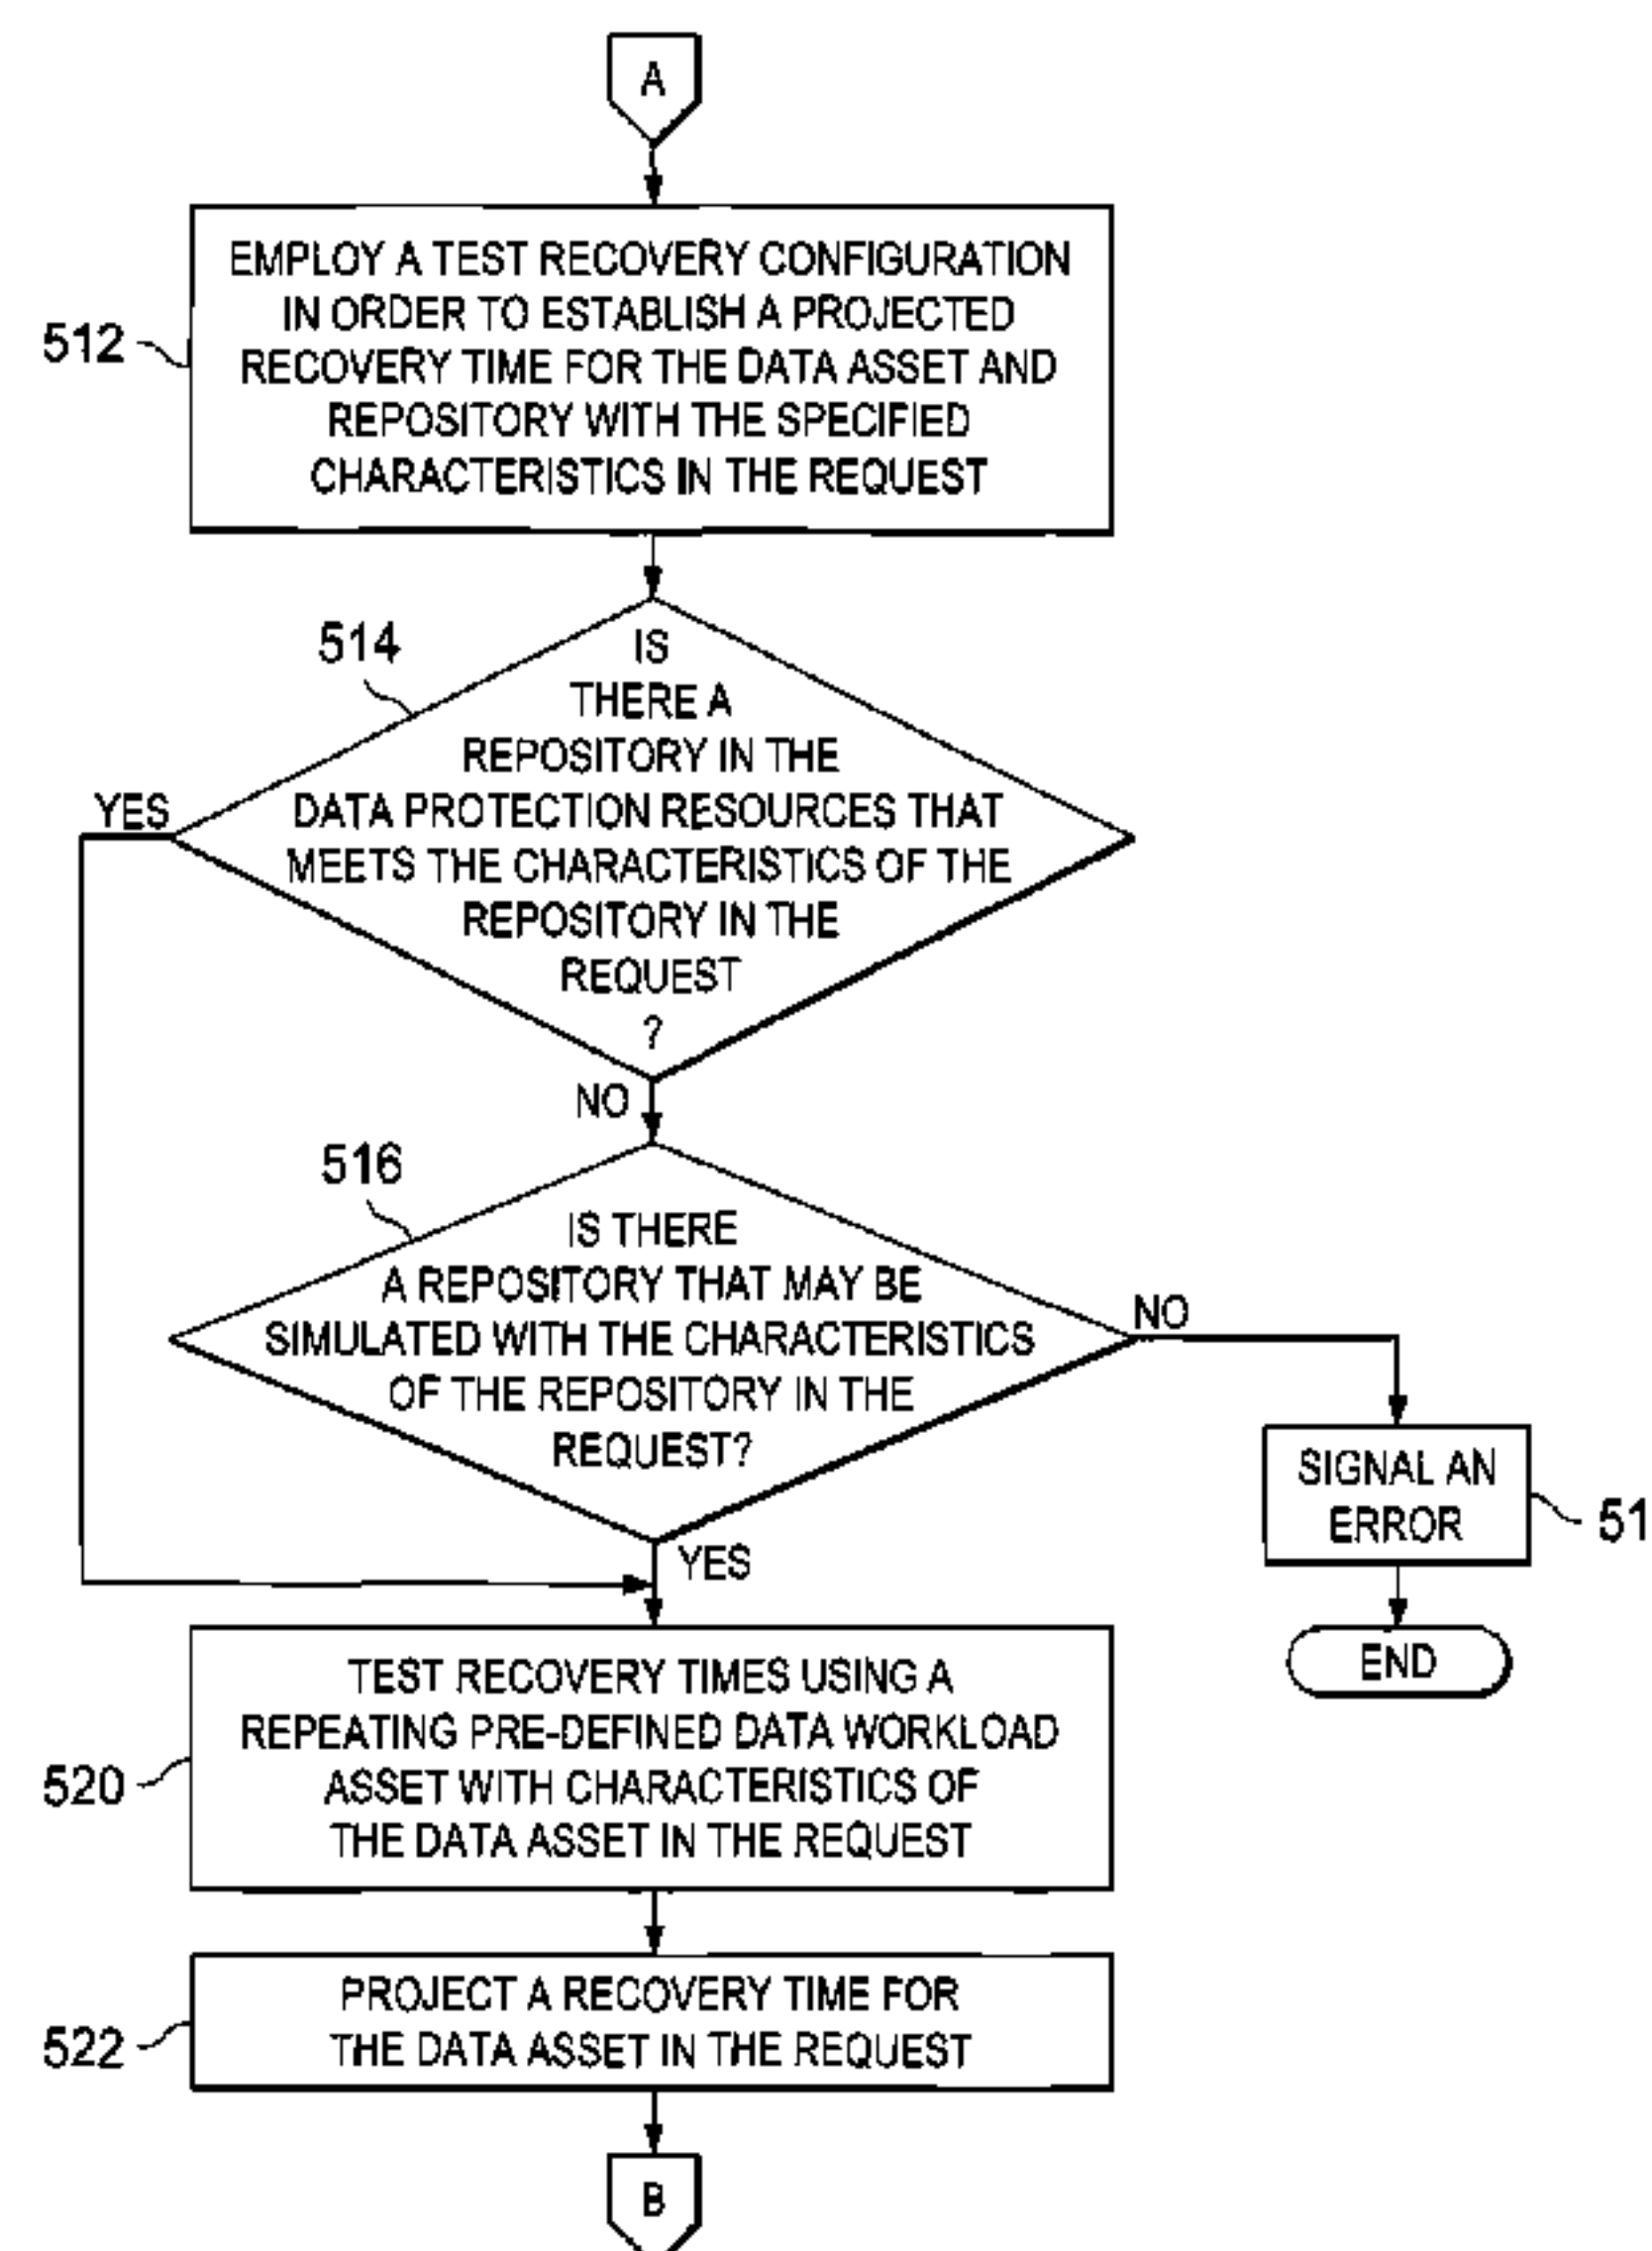 A
EMPLOY A TEST RECOVERY CONFIGURATION
IN ORDER TO ESTABLISH A PROJECTED
RECOVERY TIME FOR THE DATA ASSET AND
REPOSITORY WITH THE SPECIFIED
CHARACTERISTICS IN THE REQUEST
512
514
IS
THERE A
REPOSITORY IN THE
DATA PROTECTION RESOURCES THAT
MEETS THE CHARACTERISTICS OF THE
REPOSITORY IN THE
REQUEST
?
YES
NO
516
IS THERE
A REPOSITORY THAT MAY BE
SIMULATED WITH THE CHARACTERISTICS
OF THE REPOSITORY IN THE
REQUEST?
NO
SIGNAL AN
ERROR
51
END
YES
TEST RECOVERY TIMES USING A
REPEATING PRE-DEFINED DATA WORKLOAD
ASSET WITH CHARACTERISTICS OF
THE DATA ASSET IN THE REQUEST
520
PROJECT A RECOVERY TIME FOR
THE DATA ASSET IN THE REQUEST
522
B